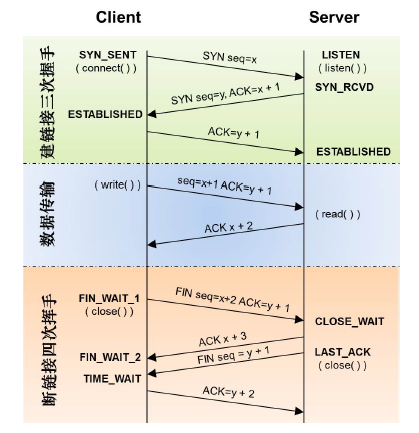 Client
Server
建链接三次握手
SYN_SENT
( connect( ) )
SYN seq=x
LISTEN
( listen( ) )
SYN_RCVD
SYN seq=y, ACK=x + 1
ESTABLISHED
ACK=y + 1
ESTABLISHED
数据传输
( write( ) )
seq=x+1 ACK=y + 1
( read( ) )
ACK x + 2
断链接四次挥手
FIN_WAIT_1
( close( ) )
FIN seq=x+2 ACK=y + 1
CLOSE_WAIT
ACK x + 3
FIN_WAIT_2
FIN seq = y + 1
LAST_ACK
( close( ) )
TIME_WAIT
ACK=y + 2